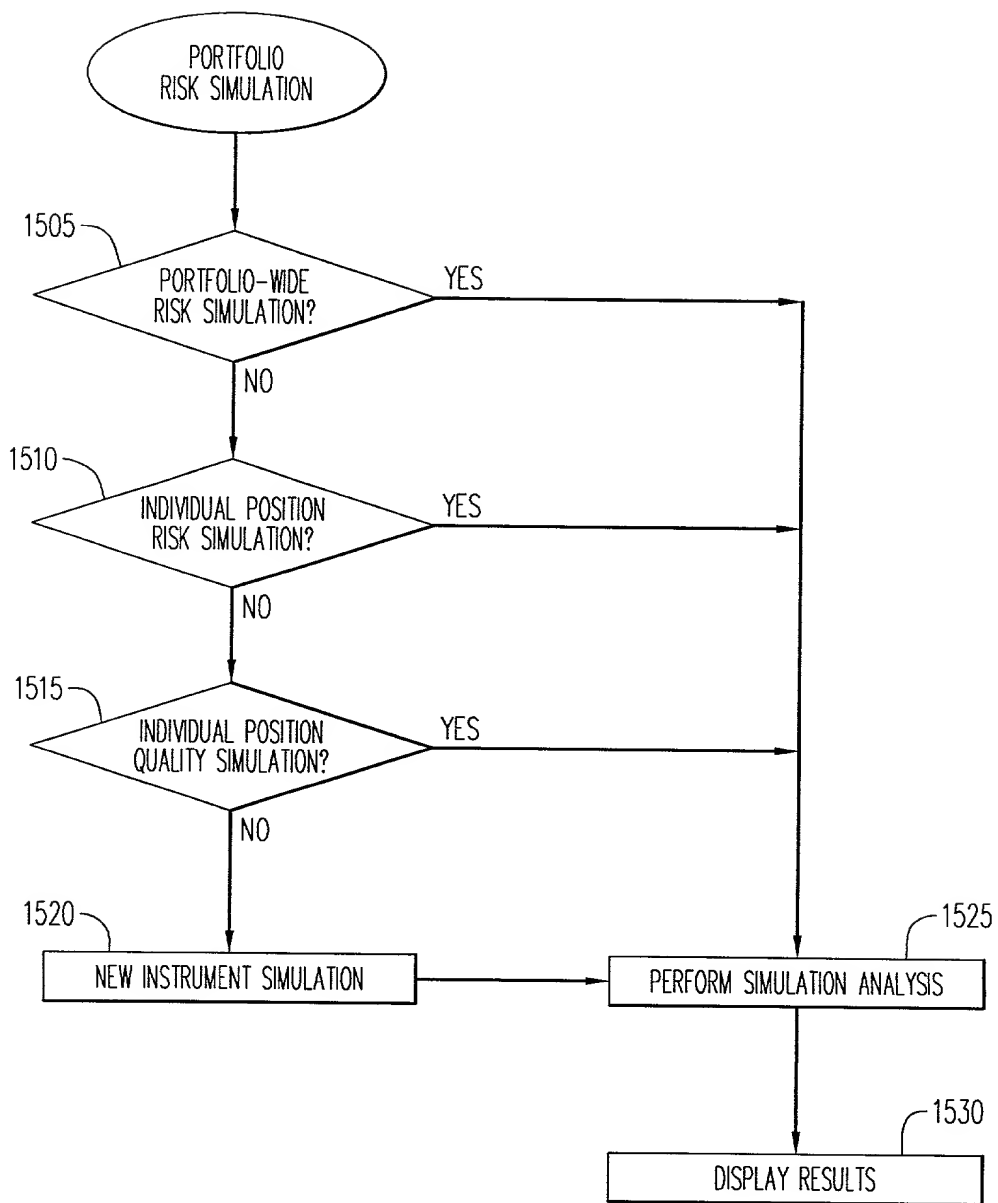 PORTFOLIO
RISK SIMULATION
1505
PORTFOLIO-WIDE
RISK SIMULATION?
YES
NO
1510
INDIVIDUAL POSITION
RISK SIMULATION?
YES
NO
1515
INDIVIDUAL POSITION
QUALITY SIMULATION?
YES
NO
1520
NEW INSTRUMENT SIMULATION
1525
PERFORM SIMULATION ANALYSIS
1530
DISPLAY RESULTS